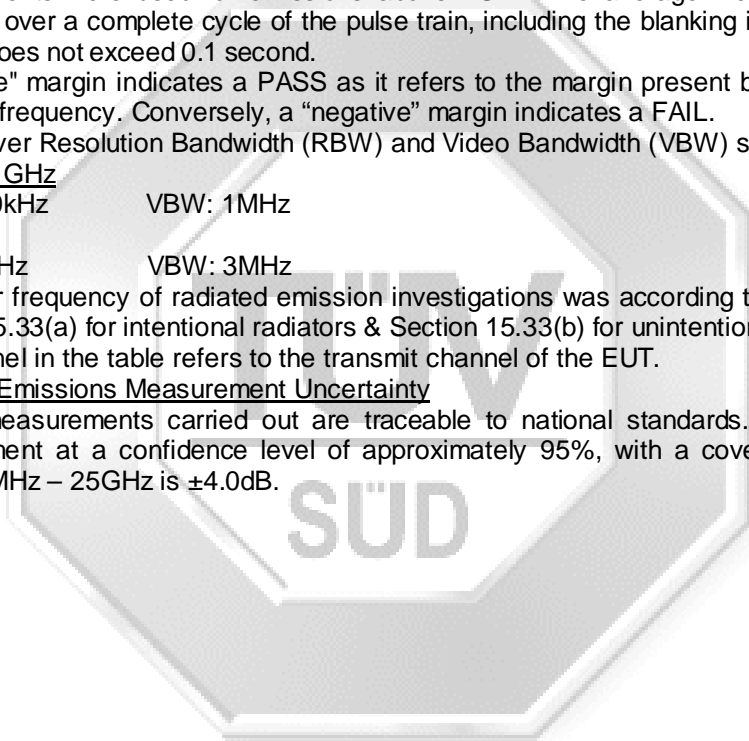 over a complete cycle of the pulse train, including the blanking i
oes not exceed 0.1 second.
e" margin indicates a PASS as it refers to the margin present b
frequency. Conversely, a “negative” margin indicates a FAIL.
ver Resolution Bandwidth (RBW) and Video Bandwidth (VBW) s
GHz
0kHz VBW: 1MHz
Hz VBW: 3MHz
r frequency of radiated emission investigations was according t
5.33(a) for intentional radiators & Section 15.33(b) for unintention
nel in the table refers to the transmit channel of the EUT.
Emissions Measurement Uncertainty
measurements carried out are traceable to national standards.
ment at a confidence level of approximately 95%, with a cove
MHz – 25GHz is ±4.0dB.
TÜV
SÜD